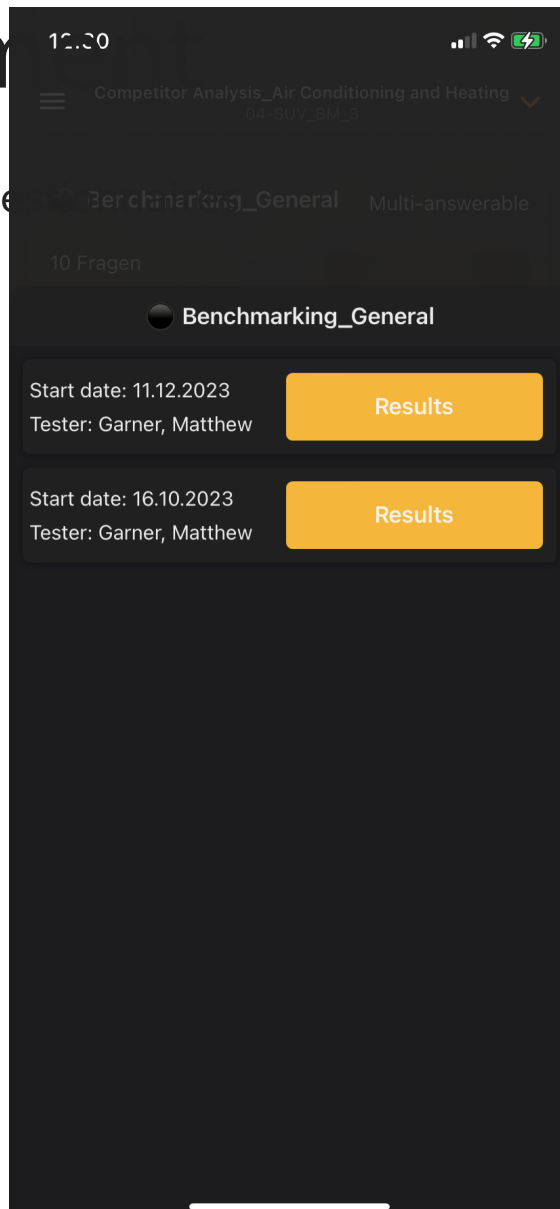 Competitor Analysis_Air Conditioning and Heating
04-SUV_BM_3
Benchmarking_General
Multi-answerable
10 Fragen
Benchmarking_General
Start date: 11.12.2023
Tester: Garner, Matthew
Results
Start date: 16.10.2023
Tester: Garner, Matthew
Results